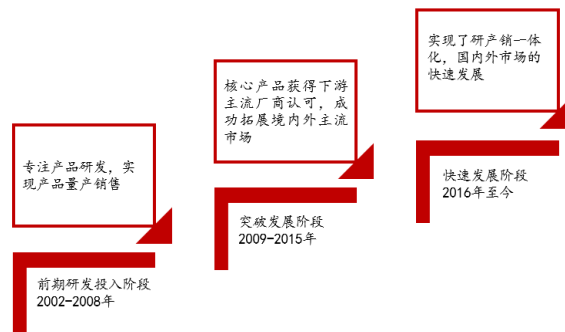 专注产品研发，实
现产品量产销售
前期研发投入阶段
2002-2008年
核心产品获得下游
主流厂商认可，成
功拓展境内外主流
市场
突破发展阶段
2009-2015年
实现了研产销一体
化，国内外市场的
快速发展
快速发展阶段
2016年至今